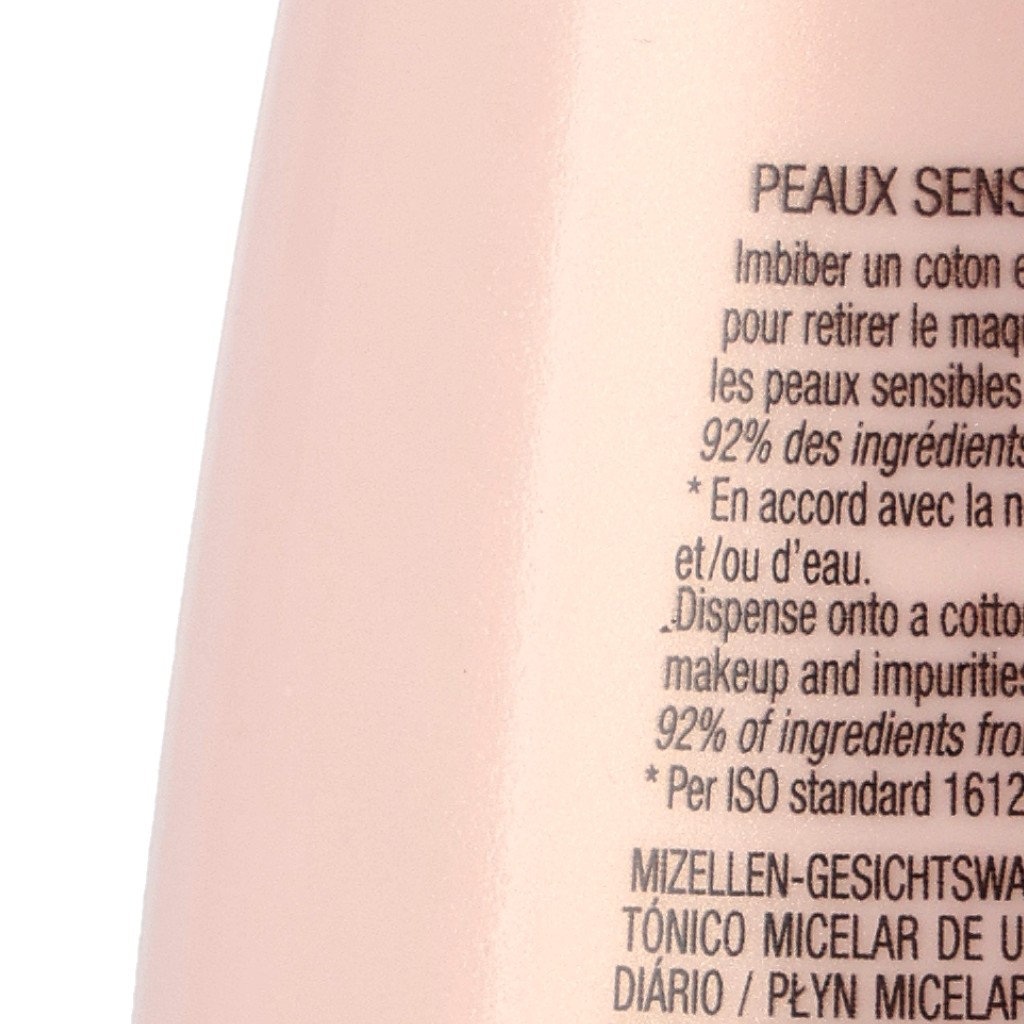 PEAUX SENS
Imbiber un coton e
pour retirer le maq
les peaux sensibles
92% des ingrédients
* En accord avec la n
et/ou d'eau.
Dispense onto a cotto
makeup and impurities
92% of ingredients fro
* Per ISO standard 1612
MIZELLEN-GESICHTSWA
TÓNICO MICELAR DE U
DIÁRIO / PŁYN MICELAR